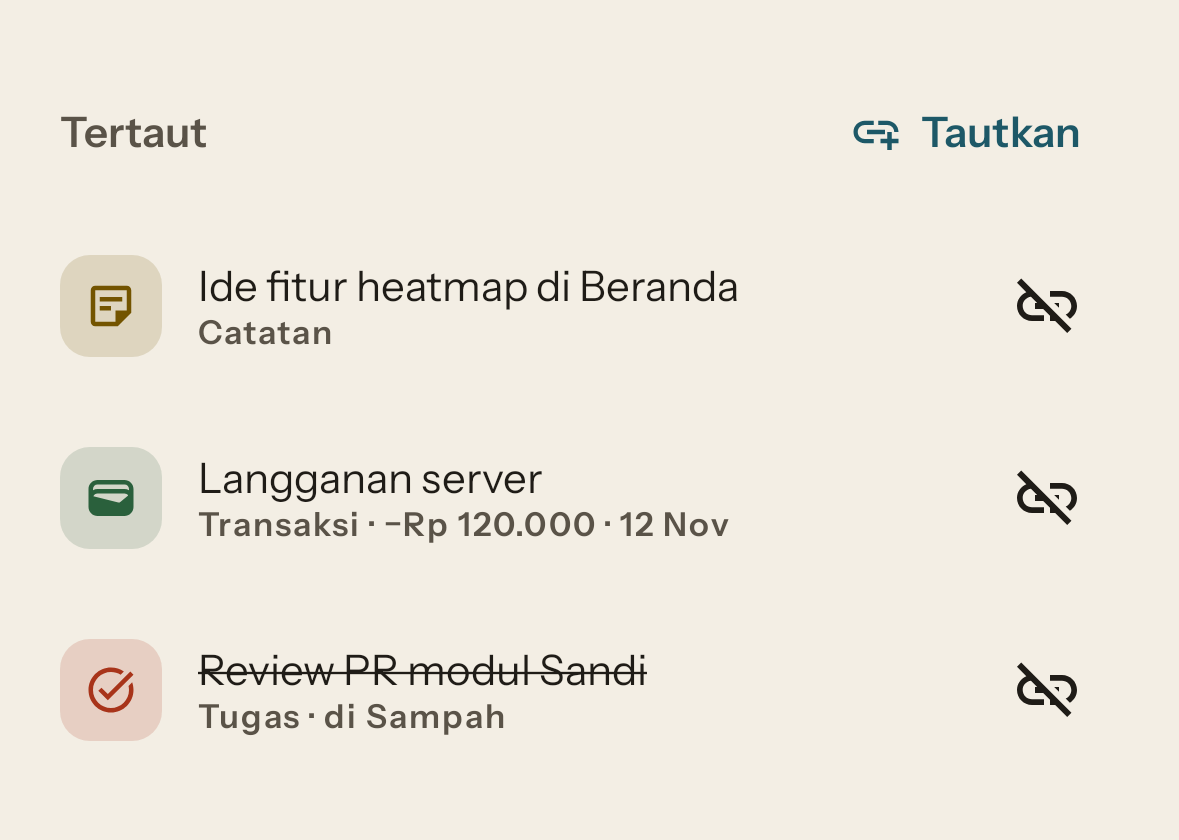 Tertaut
Tautkan
Ide fitur heatmap di Beranda
Catatan
Langganan server
Transaksi · −Rp 120.000 · 12 Nov
Review PR modul Sandi
Tugas · di Sampah